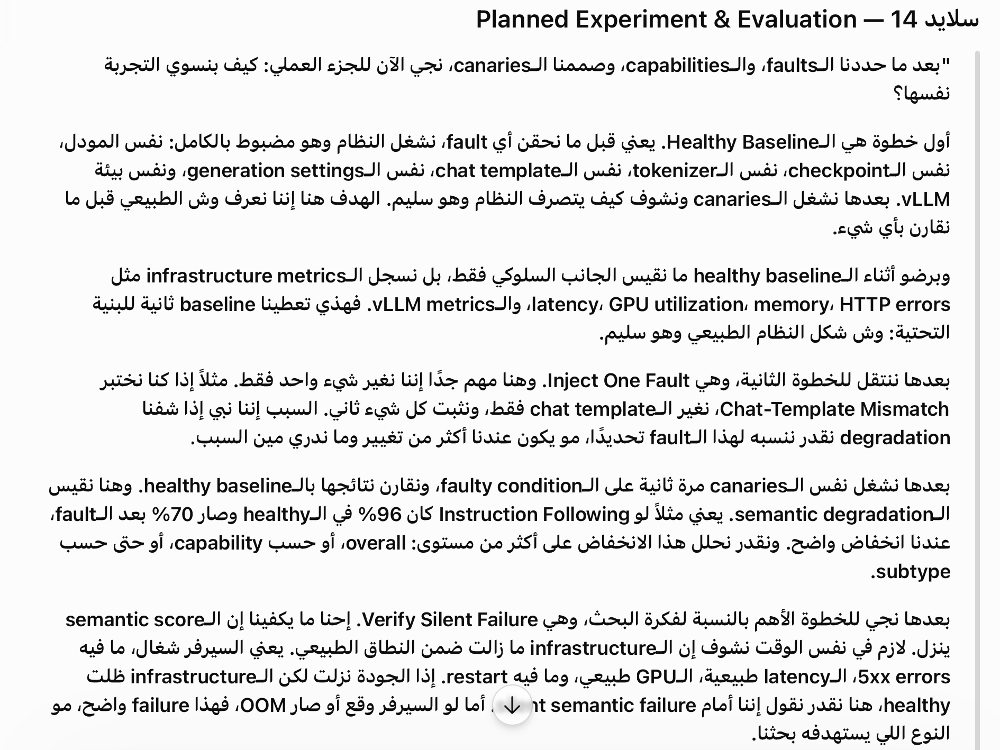 سلايد 14 — Planned Experiment & Evaluation
"بعد ما حددنا الـfaults، والـcapabilities، وصممنا الـcanaries، نجي الآن للجزء العملي: كيف بنسوي التجربة
نفسها؟
أول خطوة هي الـHealthy Baseline. يعني قبل ما نحقن أي fault، نشغل النظام وهو مضبوط بالكامل: نفس المودل،
نفس الـcheckpoint، نفس الـtokenizer، نفس الـchat template، نفس الـgeneration settings، ونفس بيئة
vLLM. بعدها نشغل الـcanaries ونشوف كيف يتصرف النظام وهو سليم. الهدف هنا إننا نعرف وش الطبيعي قبل ما
نقارن بأي شيء.
وبرضو أثناء الـhealthy baseline ما نقيس الجانب السلوكي فقط، بل نسجل الـinfrastructure metrics مثل
latency، GPU utilization، memory، HTTP errors، والـvLLM metrics. فهذي تعطينا baseline ثانية للبنية
التحتية: وش شكل النظام الطبيعي وهو سليم.
بعدها ننتقل للخطوة الثانية، وهي Inject One Fault. وهنا مهم جدًا إننا نغير شيء واحد فقط. مثلاً إذا كنا نختبر
Chat-Template Mismatch، نغير الـchat template فقط، ونثبت كل شيء ثاني. السبب إننا نبي إذا شفنا
degradation نقدر ننسبه لهذا الـfault تحديدًا، مو يكون عندنا أكثر من تغيير وما ندري مين السبب.
بعدها نشغل نفس الـcanaries مرة ثانية على الـfaulty condition، ونقارن نتائجها بالـhealthy baseline. وهنا نقيس
الـsemantic degradation. يعني مثلاً لو Instruction Following كان 96% في الـhealthy وصار 70% بعد الـfault،
عندنا انخفاض واضح. ونقدر نحلل هذا الانخفاض على أكثر من مستوى: overall، أو حسب capability، أو حتى حسب
subtype.
بعدها نجي للخطوة الأهم بالنسبة لفكرة البحث، وهي Verify Silent Failure. إحنا ما يكفينا إن الـsemantic score
ينزل. لازم في نفس الوقت نشوف إن الـinfrastructure ما زالت ضمن النطاق الطبيعي. يعني السيرفر شغال، ما فيه
5xx errors، الـlatency طبيعية، الـGPU طبيعي، وما فيه restart. إذا الجودة نزلت لكن الـinfrastructure ظلت
healthy، هنا نقدر نقول إننا أمام semantic failure. أما لو السيرفر وقع أو صار OOM، فهذا failure واضح، مو
النوع اللي يستهدفه بحثنا.